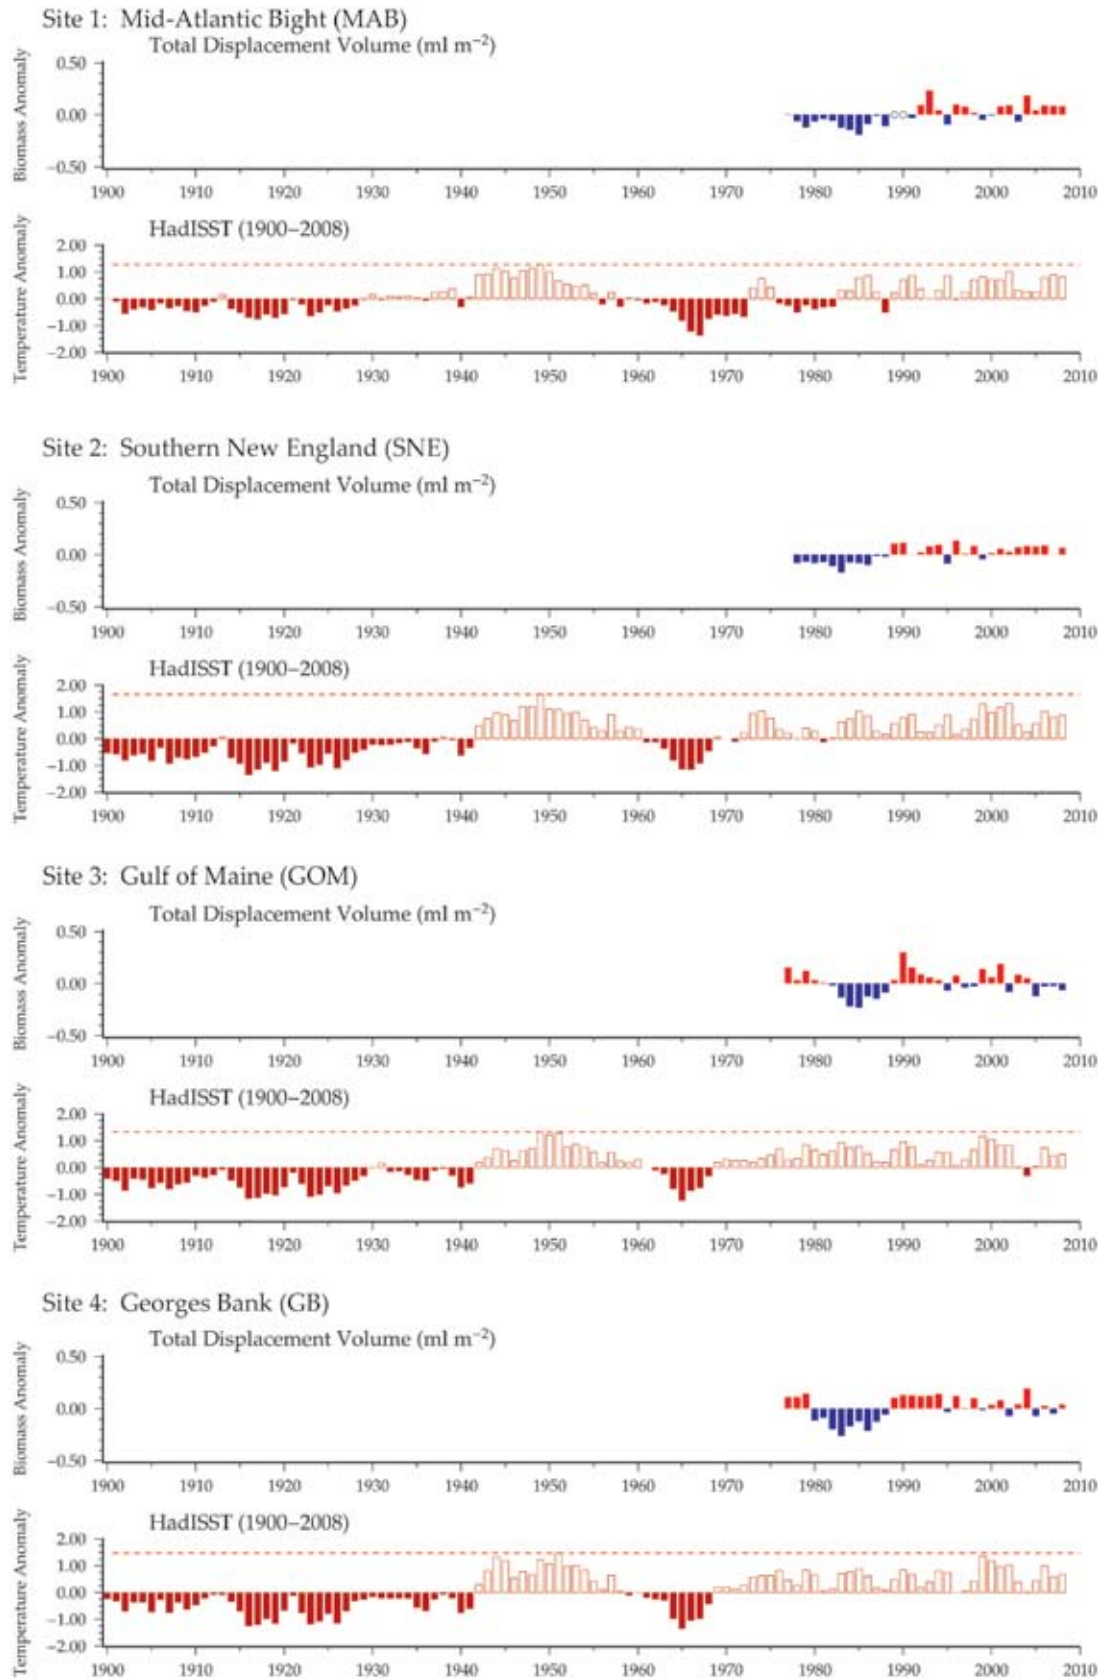 Site 1: Mid-Atlantic Bight (MAB)
Total Displacement Volume (ml m−2)
Biomass Anomaly
0.50
0.00
−0.50
1900 1910 1920 1930 1940 1950 1960 1970 1980 1990 2000 2010
HadISST (1900–2008)
Temperature Anomaly
2.00
1.00
0.00
−1.00
−2.00
1900 1910 1920 1930 1940 1950 1960 1970 1980 1990 2000 2010
Site 2: Southern New England (SNE)
Total Displacement Volume (ml m−2)
Biomass Anomaly
0.50
0.00
−0.50
1900 1910 1920 1930 1940 1950 1960 1970 1980 1990 2000 2010
HadISST (1900–2008)
Temperature Anomaly
2.00
1.00
0.00
−1.00
−2.00
1900 1910 1920 1930 1940 1950 1960 1970 1980 1990 2000 2010
Site 3: Gulf of Maine (GOM)
Total Displacement Volume (ml m−2)
Biomass Anomaly
0.50
0.00
−0.50
1900 1910 1920 1930 1940 1950 1960 1970 1980 1990 2000 2010
HadISST (1900–2008)
Temperature Anomaly
2.00
1.00
0.00
−1.00
−2.00
1900 1910 1920 1930 1940 1950 1960 1970 1980 1990 2000 2010
Site 4: Georges Bank (GB)
Total Displacement Volume (ml m−2)
Biomass Anomaly
0.50
0.00
−0.50
1900 1910 1920 1930 1940 1950 1960 1970 1980 1990 2000 2010
HadISST (1900–2008)
Temperature Anomaly
2.00
1.00
0.00
−1.00
−2.00
1900 1910 1920 1930 1940 1950 1960 1970 1980 1990 2000 2010